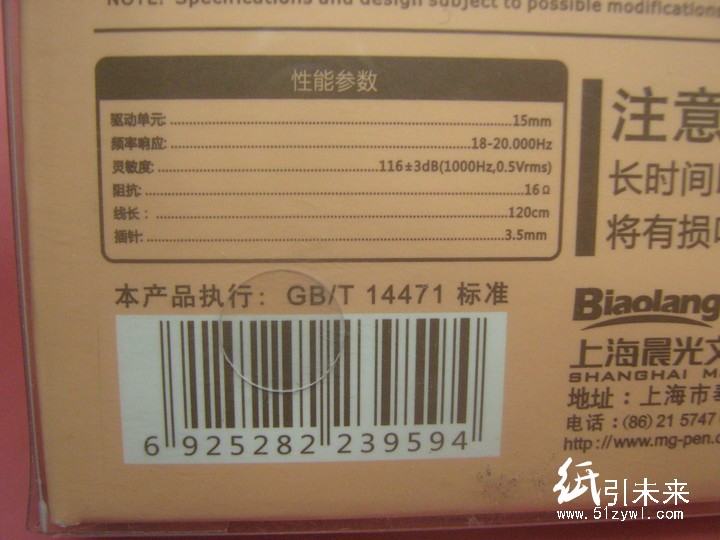 NOTE: Specifications and design subject to possible modifications
性能参数
驱动单元:15mm
频率响应:18-20.000Hz
灵敏度:116±3dB(1000Hz,0.5Vrms)
阻抗:16Ω
线长：120cm
插针:3.5mm
本产品执行：GB/T 14471 标准
6 925282 239594
注意
长时间
将有损
Biaolang
上海晨光文
SHANGHAI M
地址：上海市
电话：(86) 21 5747
http://www.mg-pen.
纸引未来
www.51zywl.com